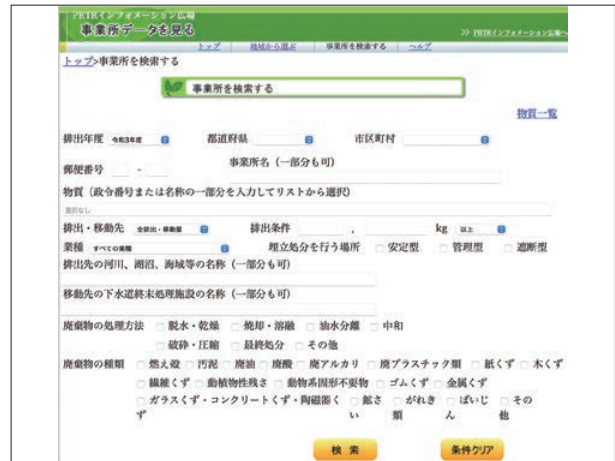 PRTRインフォメーション広場
事業所データを見る
>> PRTRインフォメーション広場へ
トップ 地域から選ぶ 事業所を検索する ヘルプ
トップ>事業所を検索する
事業所を検索する
物質一覧
排出年度 令和3年度 都道府県 市区町村
郵便番号 - 事業所名（一部分も可）
物質（政令番号または名称の一部分を入力してリストから選択）
選択なし
排出・移動先 全排出・移動量 排出条件 , kg 以上
業種 すべての業種 埋立処分を行う場所 安定型 管理型 遮断型
排出先の河川、湖沼、海域等の名称（一部分も可）
移動先の下水道終末処理施設の名称（一部分も可）
廃棄物の処理方法 脱水・乾燥 焼却・溶融 油水分離 中和
破砕・圧縮 最終処分 その他
廃棄物の種類 燃え殻 汚泥 廃油 廃酸 廃アルカリ 廃プラスチック類 紙くず 木くず
繊維くず 動植物性残さ 動物系固形不要物 ゴムくず 金属くず
ガラスくず・コンクリートくず・陶磁器く 鉱さ がれき ばいじ その
ず い 類 ん 他
検 索 条件クリア